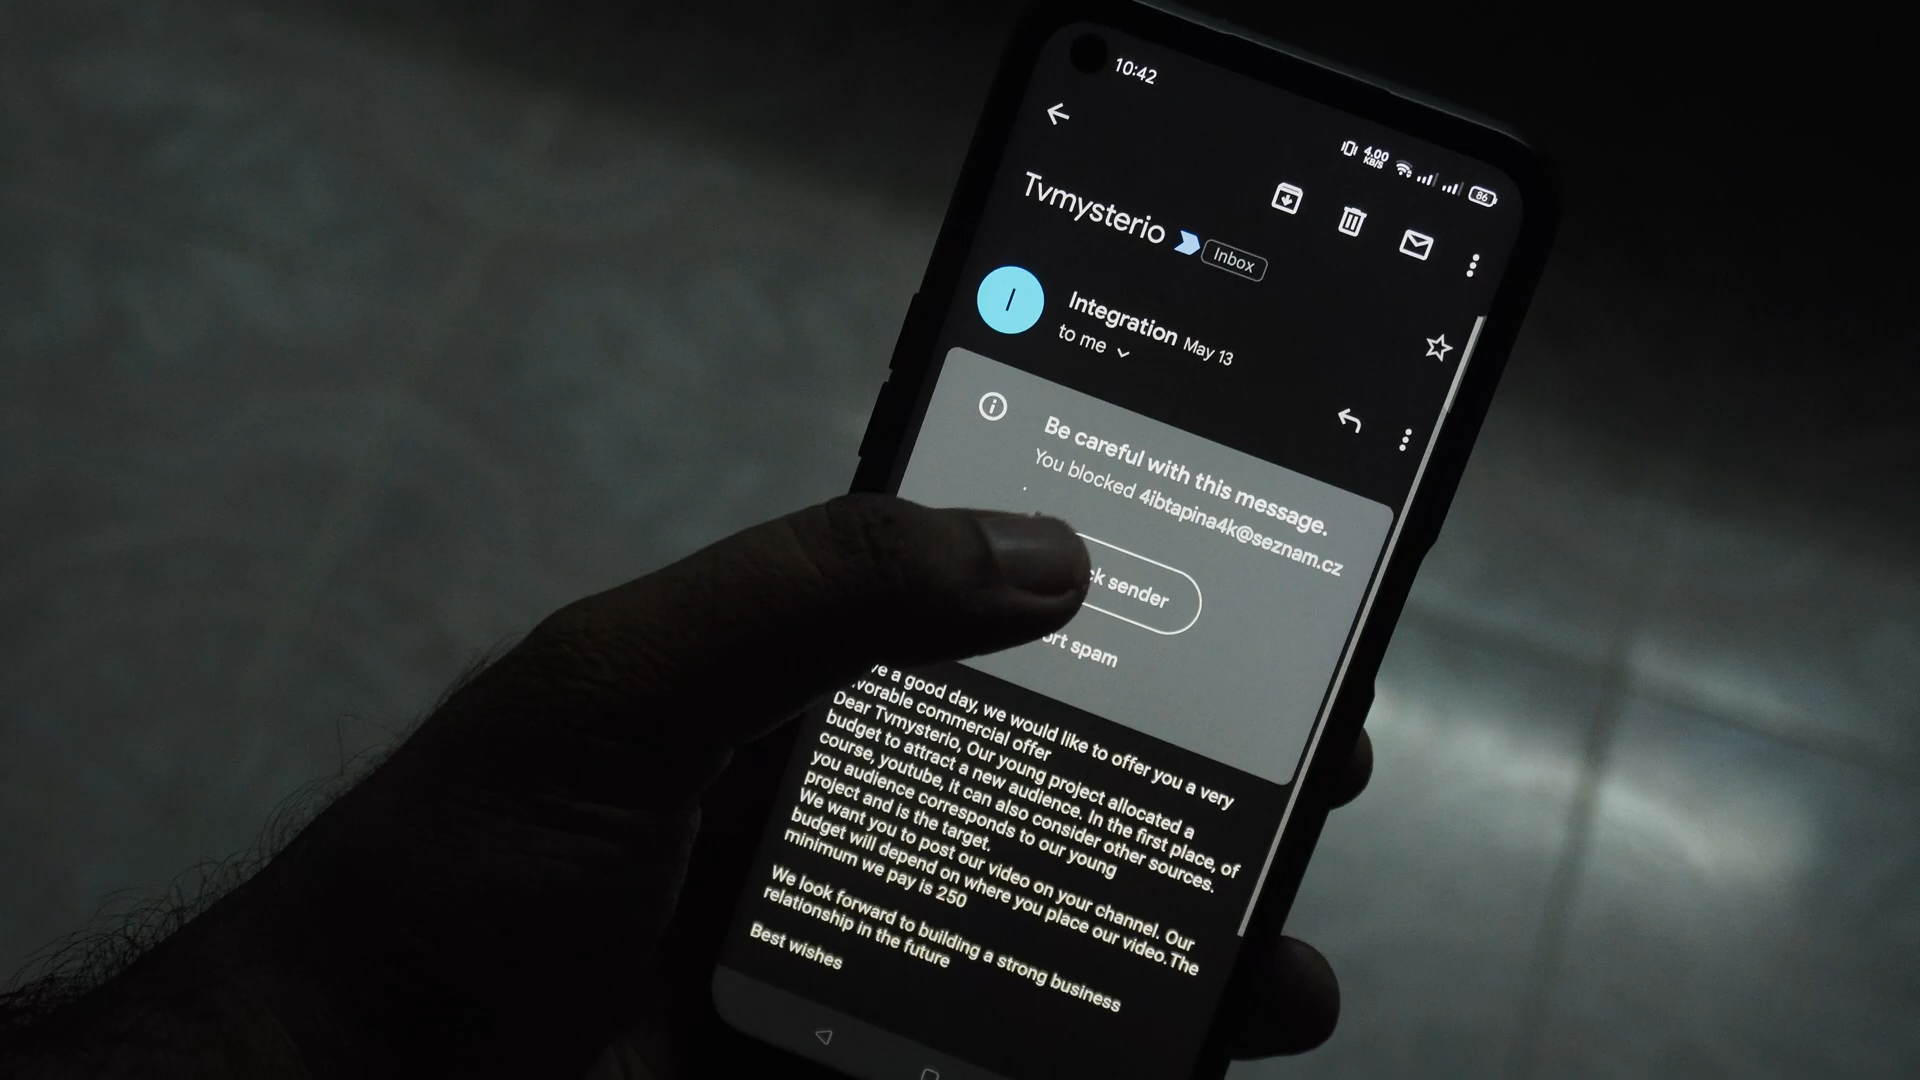 10:42
4.00
KB/S
86
Tvmysterio
Inbox
I
Integration May 13
to me
Be careful with this message.
You blocked 4ibtapina4k@seznam.cz
ck sender
ort spam
ve a good day, we would like to offer you a very
vorable commercial offer
Dear Tvmysterio, Our young project allocated a
budget to attract a new audience. In the first place, of
course, youtube, it can also consider other sources.
you audience corresponds to our young
project and is the target.
We want you to post our video on your channel. Our
budget will depend on where you place our video.The
minimum we pay is 250
We look forward to building a strong business
relationship in the future
Best wishes